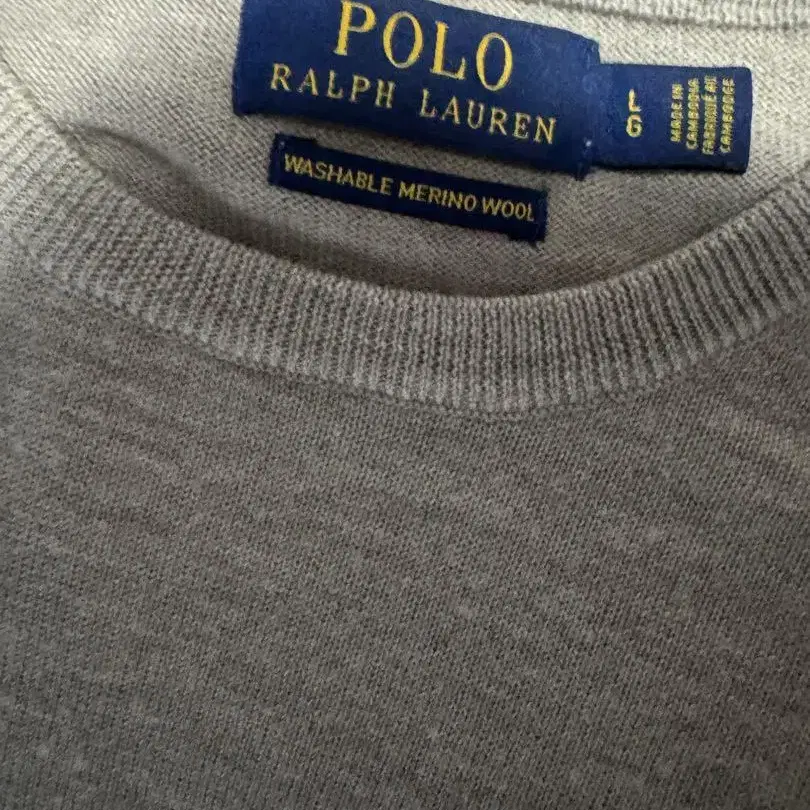 POLO
RALPH LAUREN
L
G
MADE IN
CAMBODIA
FABRIQUÉ AU
CAMBODGE
WASHABLE MERINO WOOL